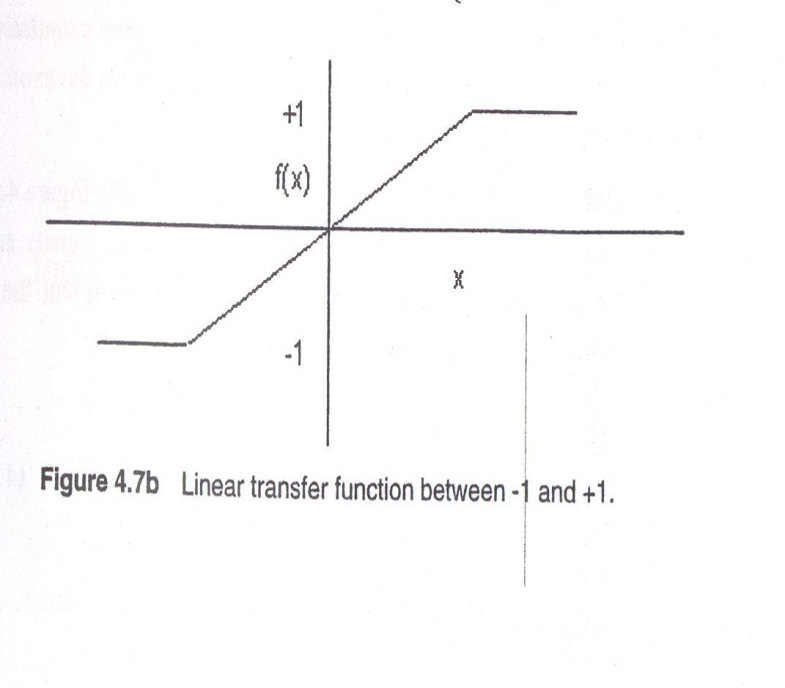 +1
f(x)
x
-1
Figure 4.7b Linear transfer function between -1 and +1.